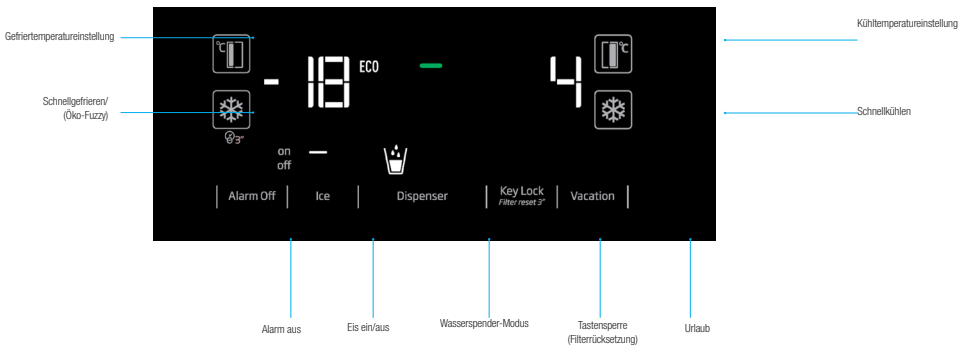 Gefriertemperatureinstellung
Kühltemperatureinstellung
°C
- 18 ECO
4
°C
Schnellgefrieren/
(Öko-Fuzzy)
Schnellkühlen
3"
on
off
Alarm Off
Ice
Dispenser
Key Lock
Filter reset 3"
Vacation
Alarm aus
Eis ein/aus
Wasserspender-Modus
Tastensperre
(Filterrücksetzung)
Urlaub